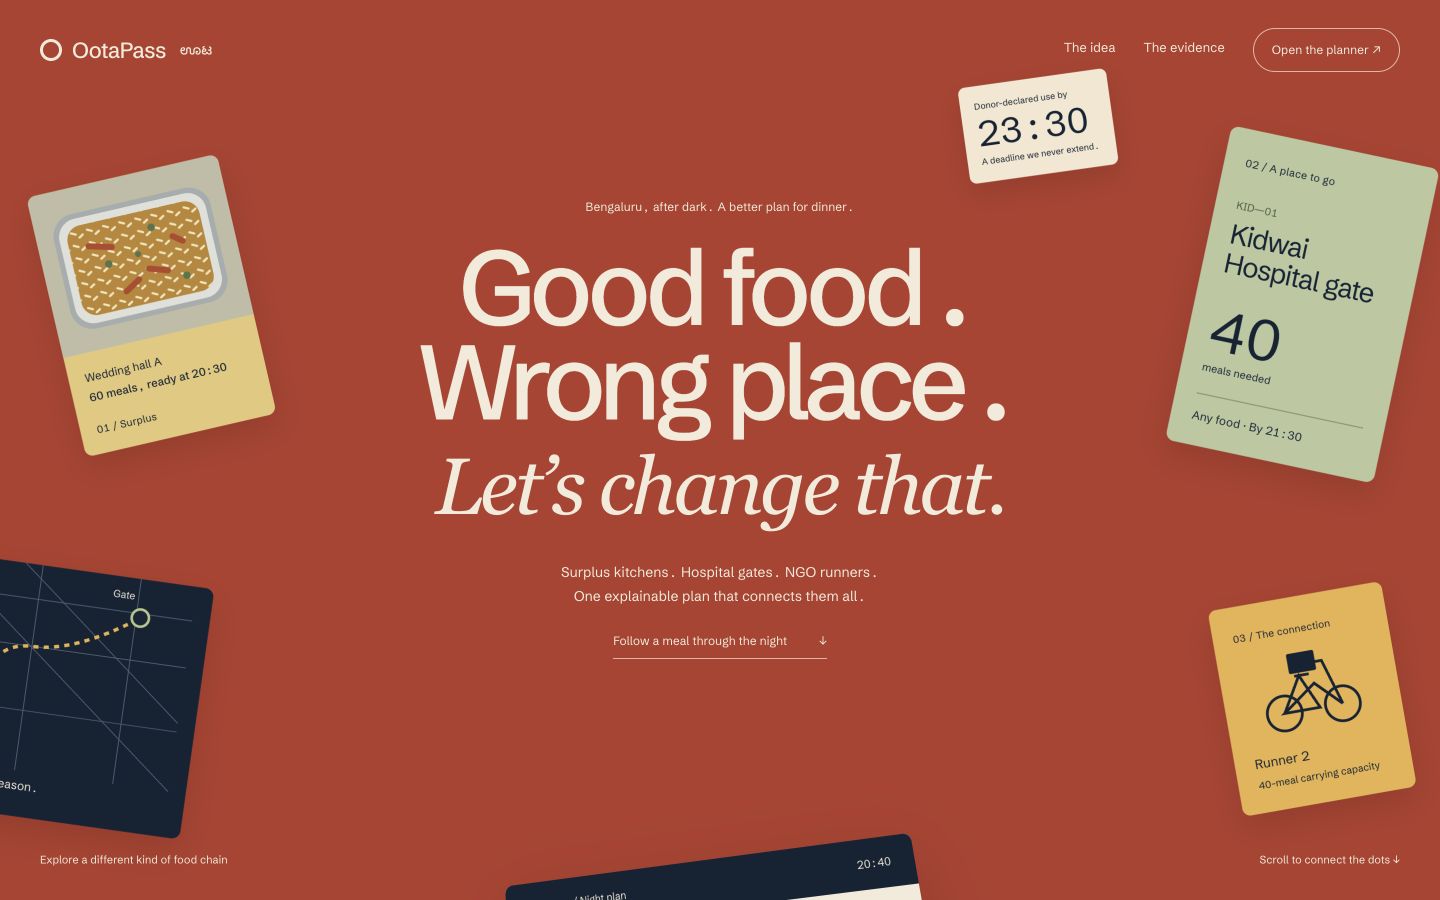 OotaPass ಊಟ
The idea
The evidence
Open the planner ↗
Donor-declared use by
23:30
A deadline we never extend.
Wedding hall A
60 meals, ready at 20:30
01 / Surplus
Bengaluru, after dark. A better plan for dinner.
Good food.
Wrong place.
Let's change that.
Surplus kitchens. Hospital gates. NGO runners.
One explainable plan that connects them all.
Follow a meal through the night ↓
02 / A place to go
KID—01
Kidwai
Hospital gate
40
meals needed
Any food · By 21:30
Gate
eason.
03 / The connection
Runner 2
40-meal carrying capacity
/ Night plan
20:40
Explore a different kind of food chain
Scroll to connect the dots ↓